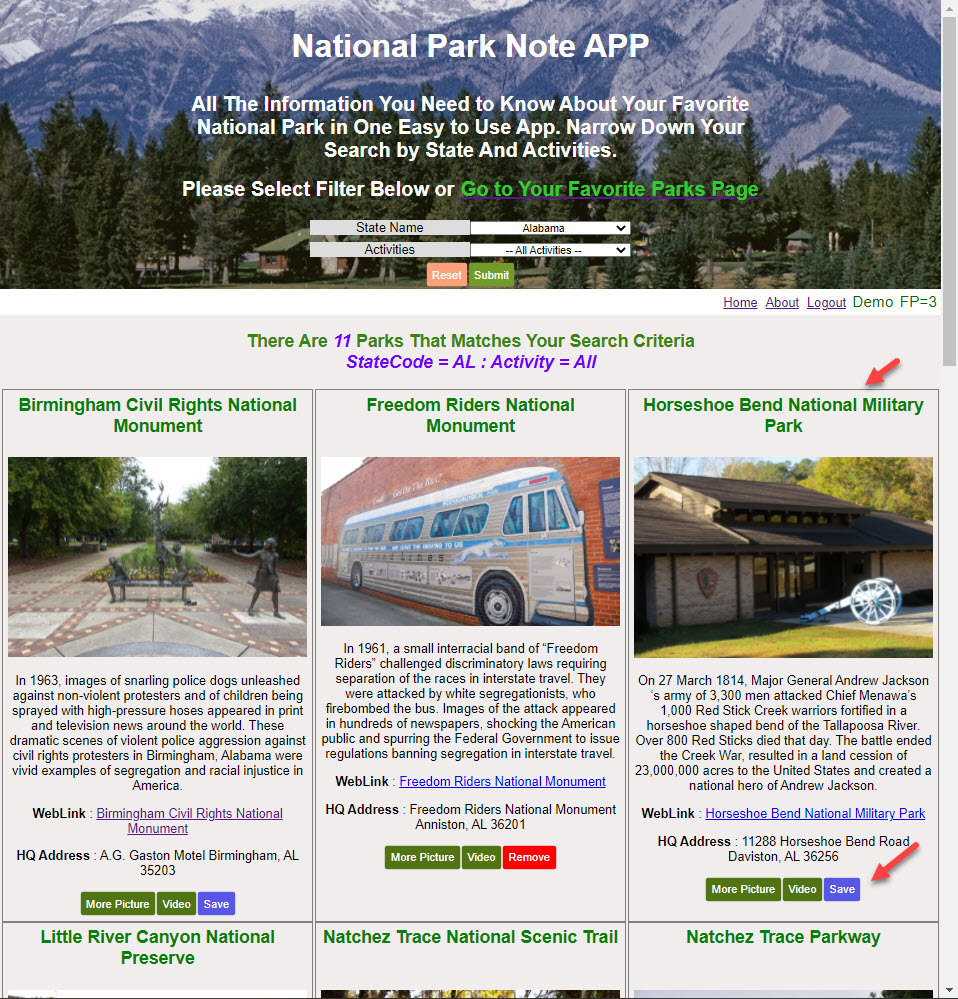 National Park Note APP
All The Information You Need to Know About Your Favorite
National Park in One Easy to Use App. Narrow Down Your
Search by State And Activities.
Please Select Filter Below or Go to Your Favorite Parks Page
State Name Alabama
Activities -- All Activities --
Reset Submit
Home About Logout Demo FP=3
There Are 11 Parks That Matches Your Search Criteria
StateCode = AL : Activity = All
Birmingham Civil Rights National
Monument
In 1963, images of snarling police dogs unleashed
against non-violent protesters and of children being
sprayed with high-pressure hoses appeared in print
and television news around the world. These
dramatic scenes of violent police aggression against
civil rights protesters in Birmingham, Alabama were
vivid examples of segregation and racial injustice in
America.
WebLink : Birmingham Civil Rights National
Monument
HQ Address : A.G. Gaston Motel Birmingham, AL
35203
More Picture Video Save
Freedom Riders National
Monument
In 1961, a small interracial band of “Freedom
Riders” challenged discriminatory laws requiring
separation of the races in interstate travel. They
were attacked by white segregationists, who
firebombed the bus. Images of the attack appeared
in hundreds of newspapers, shocking the American
public and spurring the Federal Government to issue
regulations banning segregation in interstate travel.
WebLink : Freedom Riders National Monument
HQ Address : Freedom Riders National Monument
Anniston, AL 36201
More Picture Video Remove
Horseshoe Bend National Military
Park
On 27 March 1814, Major General Andrew Jackson
‘s army of 3,300 men attacked Chief Menawa’s
1,000 Red Stick Creek warriors fortified in a
horseshoe shaped bend of the Tallapoosa River.
Over 800 Red Sticks died that day. The battle ended
the Creek War, resulted in a land cession of
23,000,000 acres to the United States and created a
national hero of Andrew Jackson.
WebLink : Horseshoe Bend National Military Park
HQ Address : 11288 Horseshoe Bend Road
Daviston, AL 36256
More Picture Video Save
Little River Canyon National
Preserve
Natchez Trace National Scenic Trail
Natchez Trace Parkway